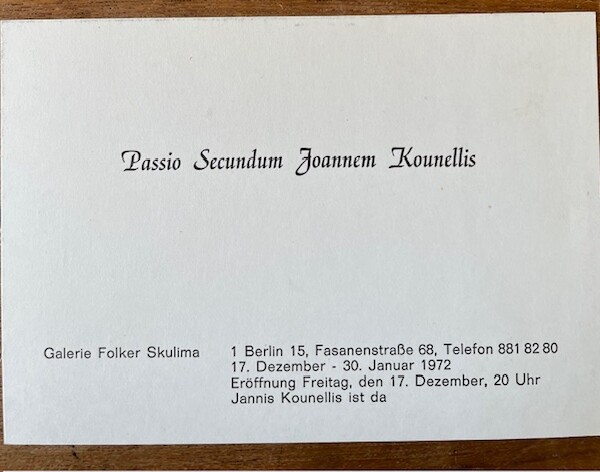 Passio Secundum Joannem Kounellis
Galerie Folker Skulima
1 Berlin 15, Fasanenstraße 68, Telefon 881 82 80
17. Dezember - 30. Januar 1972
Eröffnung Freitag, den 17. Dezember, 20 Uhr
Jannis Kounellis ist da